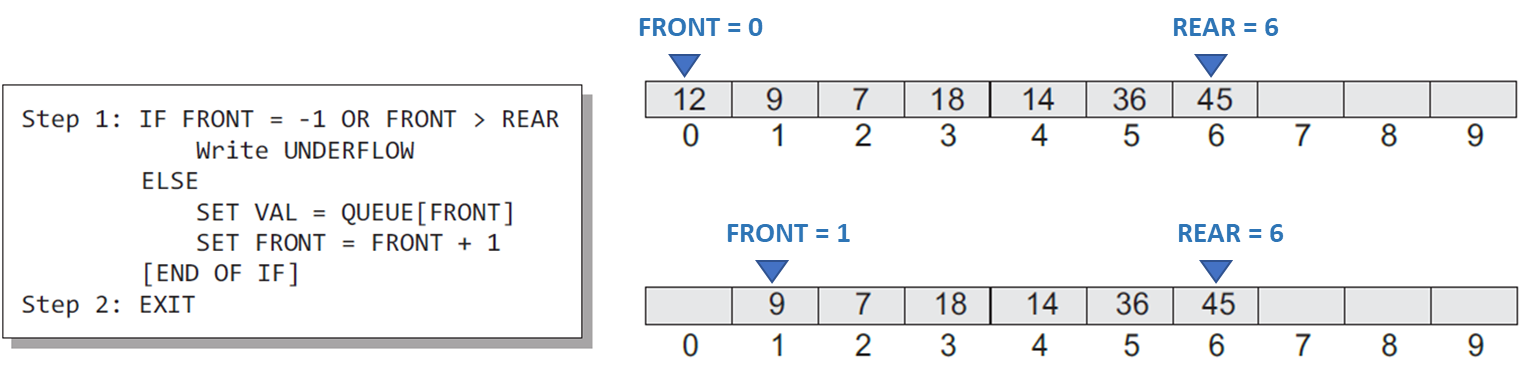 Step 1: IF FRONT = -1 OR FRONT > REAR
Write UNDERFLOW
ELSE
SET VAL = QUEUE[FRONT]
SET FRONT = FRONT + 1
[END OF IF]
Step 2: EXIT
FRONT = 0 REAR = 6
12 9 7 18 14 36 45
0 1 2 3 4 5 6 7 8 9
FRONT = 1 REAR = 6
9 7 18 14 36 45
0 1 2 3 4 5 6 7 8 9